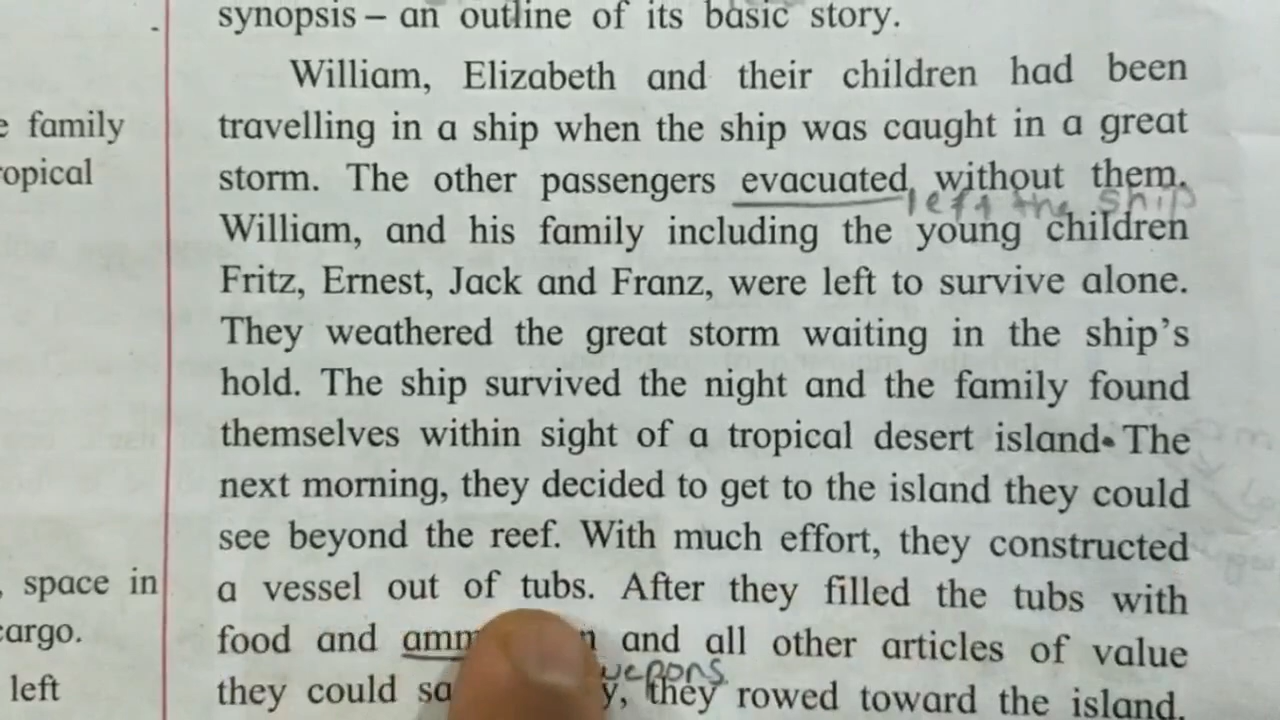 synopsis – an outline of its basic story.
William, Elizabeth and their children had been
e family
travelling in a ship when the ship was caught in a great
opical
storm. The other passengers evacuated without them.
left the ship
William, and his family including the young children
Fritz, Ernest, Jack and Franz, were left to survive alone.
They weathered the great storm waiting in the ship's
hold. The ship survived the night and the family found
themselves within sight of a tropical desert island. The
next morning, they decided to get to the island they could
see beyond the reef. With much effort, they constructed
space in
a vessel out of tubs. After they filled the tubs with
cargo.
food and and all other articles of value
left
they could they rowed toward the island.